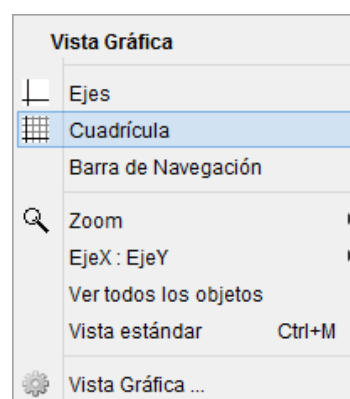 Vista Gráfica
Ejes
Cuadrícula
Barra de Navegación
Zoom
EjeX : EjeY
Ver todos los objetos
Vista estándar Ctrl+M
Vista Gráfica ...